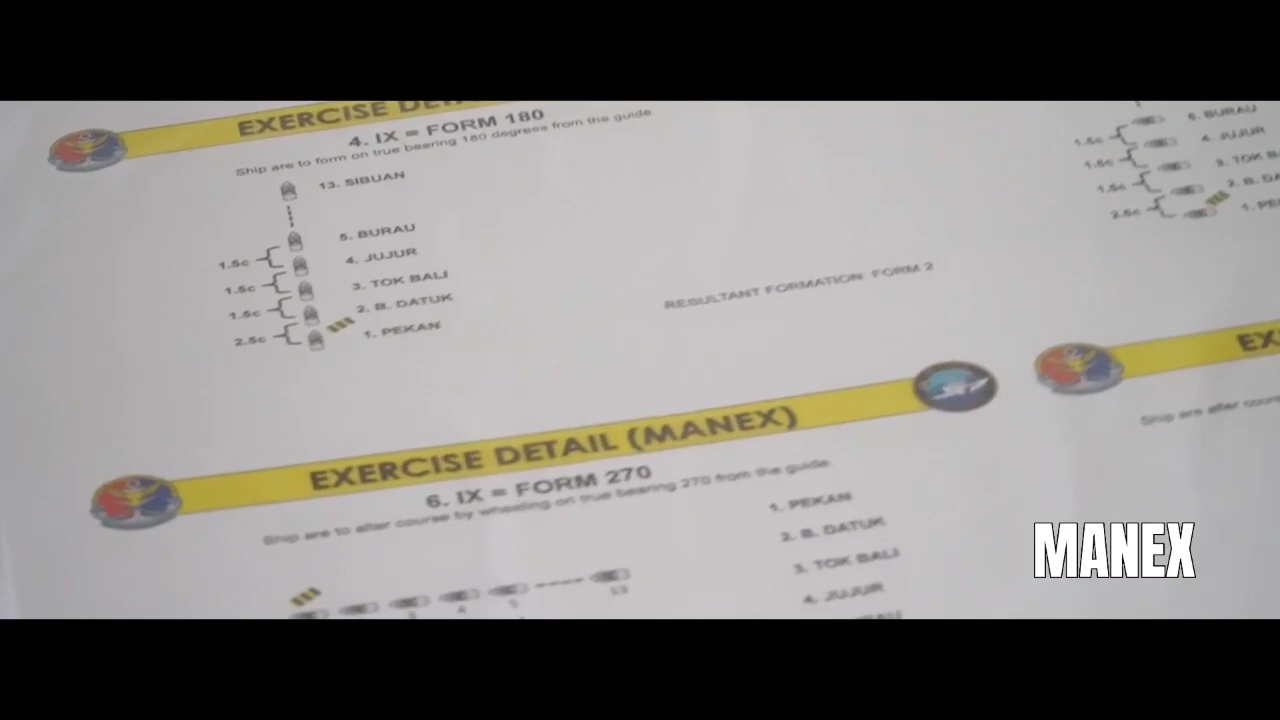 EXERCISE DETA
4. IX = FORM 180
Ship are to form on true bearing 180 degrees from the guide
13. SIBUAN
5. BURAU
1.5c
4. JUJUR
1.5c
3. TOK BALI
1.5c
2. B. DATUK
2.5c
1. PEKAN
RESULTANT FORMATION: FORM 2
5. BURAU
1.5c
4. JUJUR
1.5c
3. TOK BA
1.5c
2. B. DA
2.5c
1. PE
EXERCISE DETAIL (MANEX)
6. IX = FORM 270
Ship are to alter course by wheeling on true bearing 270 from the guide
1. PEKAN
2. B. DATUK
3. TOK BALI
4. JUJUR
3 4 5 13
EX
Ship are alter cour
MANEX